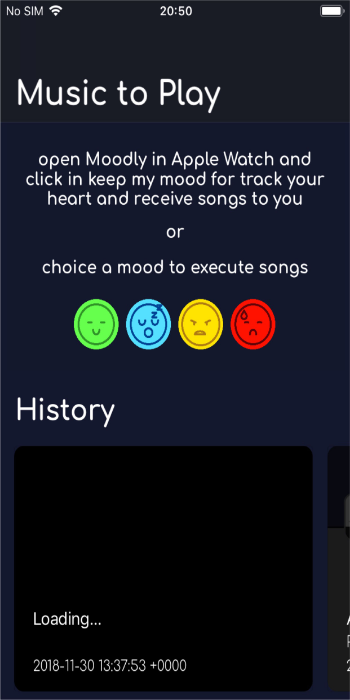 No SIM 20:50
Music to Play
open Moodly in Apple Watch and
click in keep my mood for track your
heart and receive songs to you
or
choice a mood to execute songs
History
Loading...
2018-11-30 13:37:53 +0000